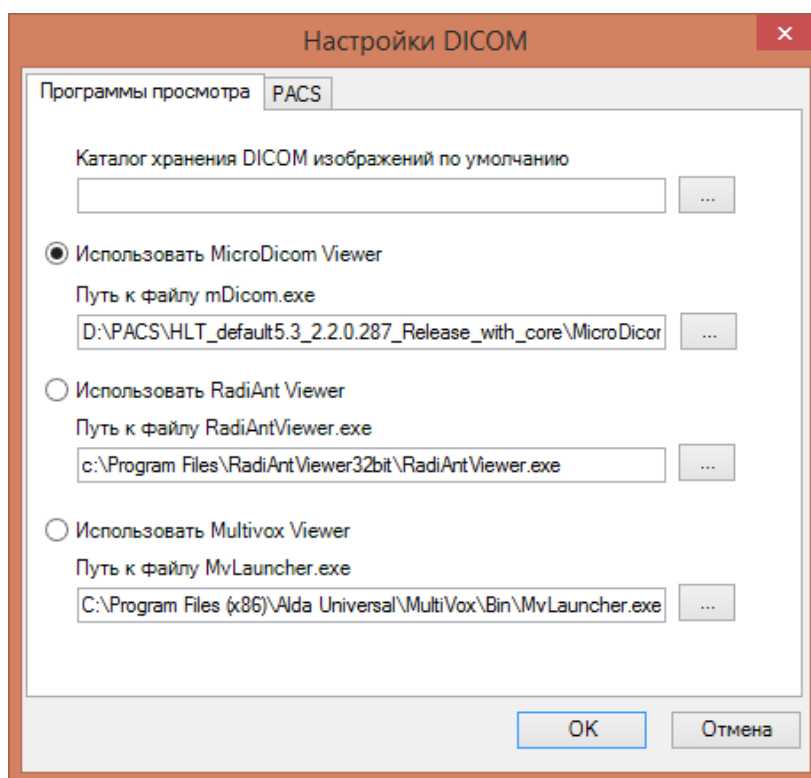 Настройки DICOM
Программы просмотра PACS
Каталог хранения DICOM изображений по умолчанию
...
Использовать MicroDicom Viewer
Путь к файлу mDicom.exe
D:\PACS\HLT_default5.3_2.2.0.287_Release_with_core\MicroDicor ...
Использовать RadiAnt Viewer
Путь к файлу RadiAntViewer.exe
c:\Program Files\RadiAntViewer32bit\RadiAntViewer.exe ...
Использовать Multivox Viewer
Путь к файлу MvLauncher.exe
C:\Program Files (x86)\Alda Universal\MultiVox\Bin\MvLauncher.exe ...
OK Отмена